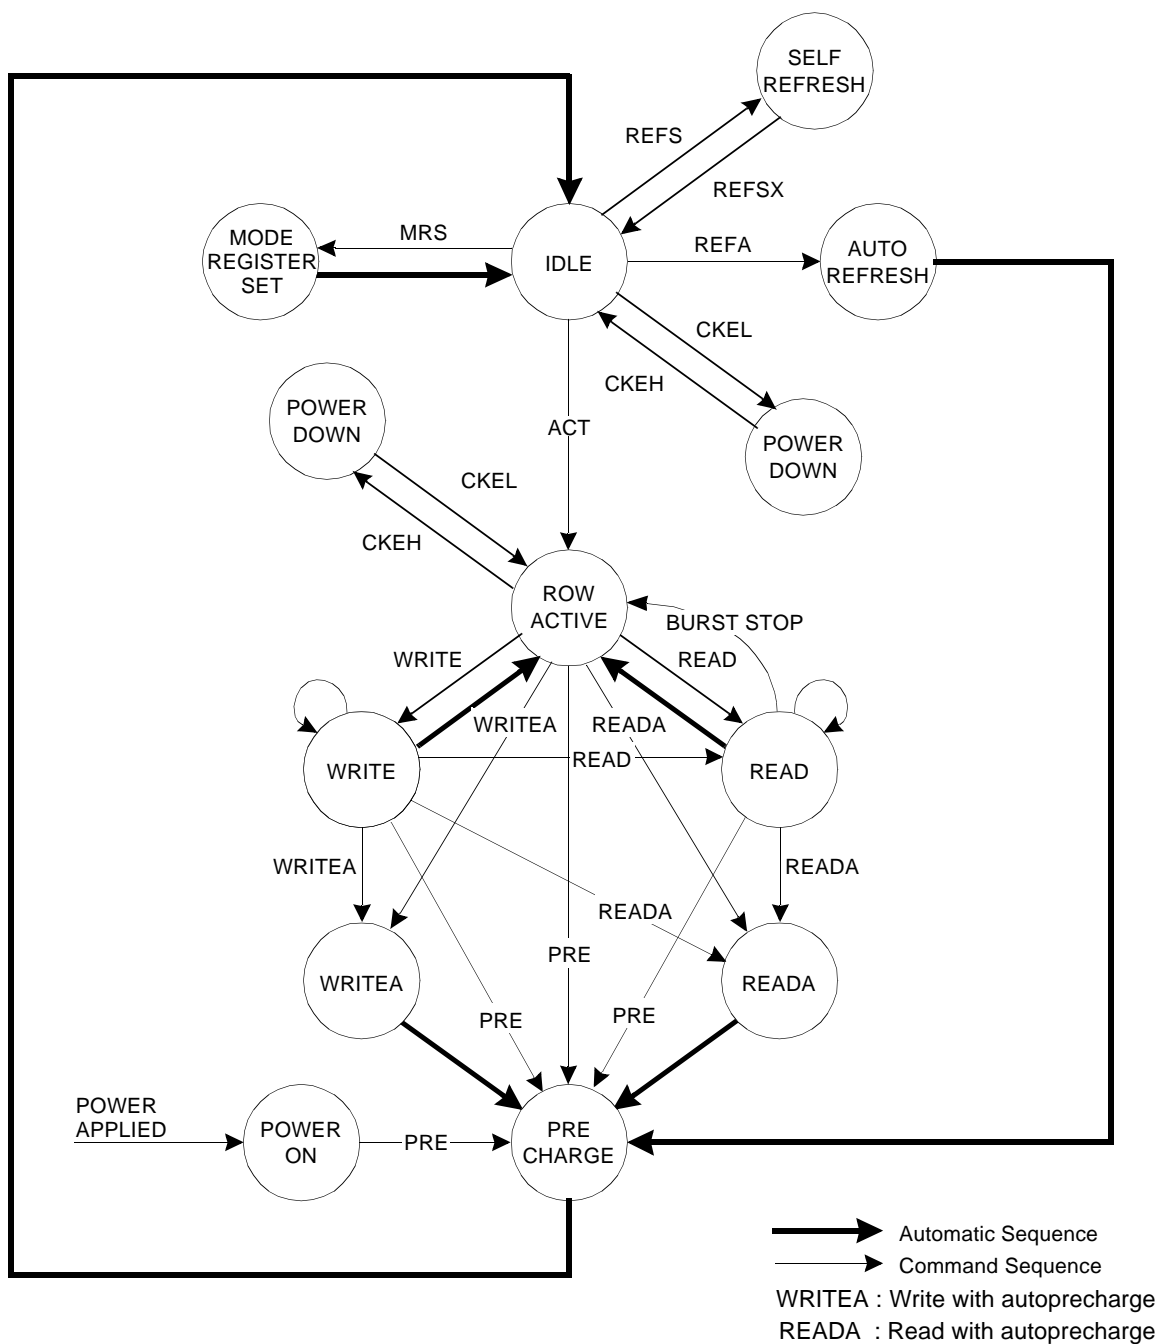 SELF
REFRESH
REFS
REFSX
MODE
REGISTER
SET
MRS
IDLE
REFA
AUTO
REFRESH
CKEL
CKEH
POWER
DOWN
POWER
DOWN
ACT
CKEL
CKEH
ROW
ACTIVE
BURST STOP
WRITE
READ
WRITEA
READA
WRITE
READ
READ
WRITEA
READA
READA
PRE
WRITEA
READA
PRE
PRE
POWER
APPLIED
POWER
ON
PRE
PRE
CHARGE
Automatic Sequence
Command Sequence
WRITEA : Write with autoprecharge
READA : Read with autoprecharge